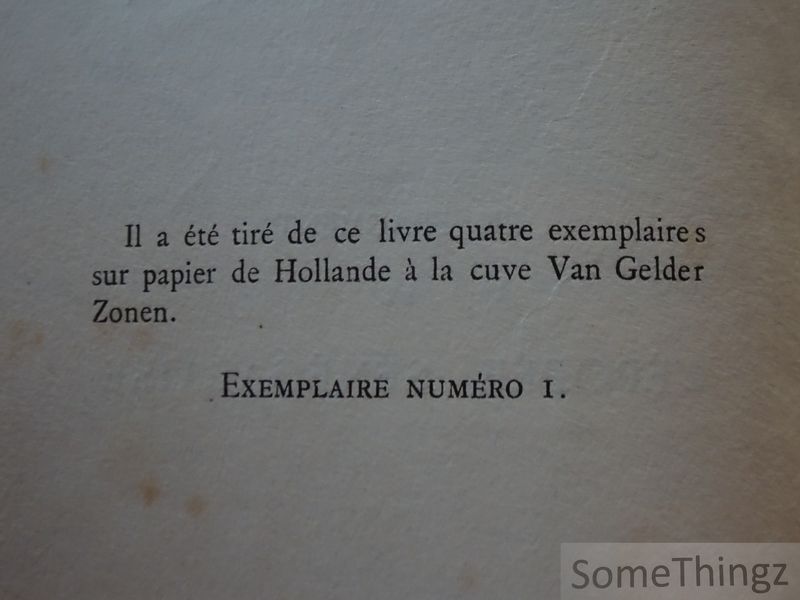 Il a été tiré de ce livre quatre exemplaires
sur papier de Hollande à la cuve Van Gelder
Zonen.
EXEMPLAIRE NUMÉRO 1.
SomeThingz